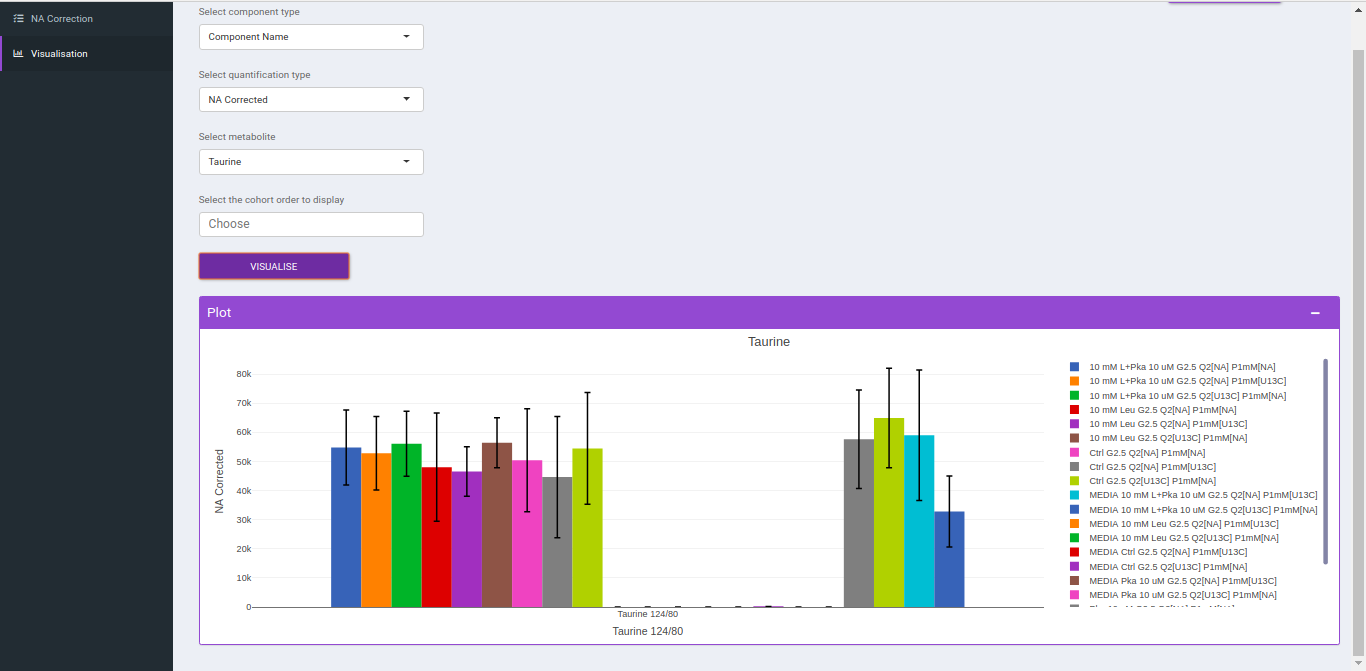 NA Correction
Visualisation
Select component type
Component Name
Select quantification type
NA Corrected
Select metabolite
Taurine
Select the cohort order to display
Choose
VISUALISE
Plot
Taurine
NA Corrected
80k
70k
60k
50k
40k
30k
20k
10k
0
Taurine 124/80
Taurine 124/80
10 mM L+Pka 10 uM G2.5 Q2[NA] P1mM[NA]
10 mM L+Pka 10 uM G2.5 Q2[NA] P1mM[U13C]
10 mM L+Pka 10 uM G2.5 Q2[U13C] P1mM[NA]
10 mM Leu G2.5 Q2[NA] P1mM[NA]
10 mM Leu G2.5 Q2[NA] P1mM[U13C]
10 mM Leu G2.5 Q2[U13C] P1mM[NA]
Ctrl G2.5 Q2[NA] P1mM[NA]
Ctrl G2.5 Q2[NA] P1mM[U13C]
Ctrl G2.5 Q2[U13C] P1mM[NA]
MEDIA 10 mM L+Pka 10 uM G2.5 Q2[NA] P1mM[U13C]
MEDIA 10 mM L+Pka 10 uM G2.5 Q2[U13C] P1mM[NA]
MEDIA 10 mM Leu G2.5 Q2[NA] P1mM[U13C]
MEDIA 10 mM Leu G2.5 Q2[U13C] P1mM[NA]
MEDIA Ctrl G2.5 Q2[NA] P1mM[U13C]
MEDIA Ctrl G2.5 Q2[U13C] P1mM[NA]
MEDIA Pka 10 uM G2.5 Q2[NA] P1mM[U13C]
MEDIA Pka 10 uM G2.5 Q2[U13C] P1mM[NA]